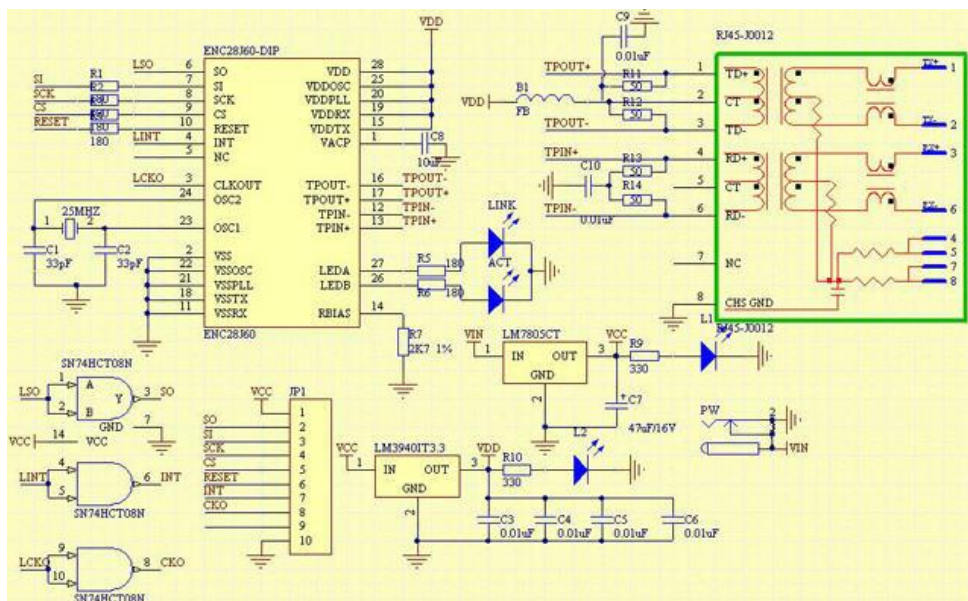 VDD
C9
0.01uF
RJ45-J0012
ENC28J60-DIP
LSO 6 SO VDD 28
SI R1 7 SI VDDOSC 25
SCK R2 8 SCK VDDPLL 20
CS 9 CS VDDRX 19
RESET 180 10 RESET VDDTX 15
180
LINT 4 INT VACP 1 C8
5 NC 10uF
LCKO 3 CLKOUT
24 OSC2 TPOUT- 16 TPOUT-
TPOUT+ 17 TPOUT+
TPIN- 12 TPIN-
23 OSC1 TPIN+ 13 TPIN+
1 25MHZ 2
C1 C2
33pF 33pF
2 VSS
22 VSSOSC LEDA 27 R5 180
21 VSSPLL LEDB 26 R6 180
18 VSSTX
11 VSSRX RBIAS 14
ENC28J60
LINK
ACT
R7
2K7 1%
VDD B1
FB
TPOUT+ R11 50 1 TD+
R12 50 2 CT
TPOUT- 3 TD-
TPIN+ R13 50 4 RD+
C10 R14 50 5 CT
TPIN- 0.01uF 6 RD-
7 NC
8 CHS GND
TX+ 1
TX- 2
RX+ 3
RX- 6
4
5
7
8
RJ45-J0012
L1
VIN 1 LM7805CT VCC
IN OUT 3 R9
GND 330
2 C7
47uF/16V
SN74HCT08N
LSO 1 A Y 3 SO
2 B
GND 7
VCC 14 VCC
LINT 4 6 INT
5
SN74HCT08N
LCKO 9 8 CKO
10
SN74HCT08N
VCC JP1
1
SO 2
SI 3
SCK 4
CS 5
RESET 6
INT 7
CKO 8
9
10
VCC LM3940IT3.3 VDD
1 IN OUT 3 R10 L2
GND 330
2
C3 C4 C5 C6
0.01uF 0.01uF 0.01uF 0.01uF
PW
2
VIN